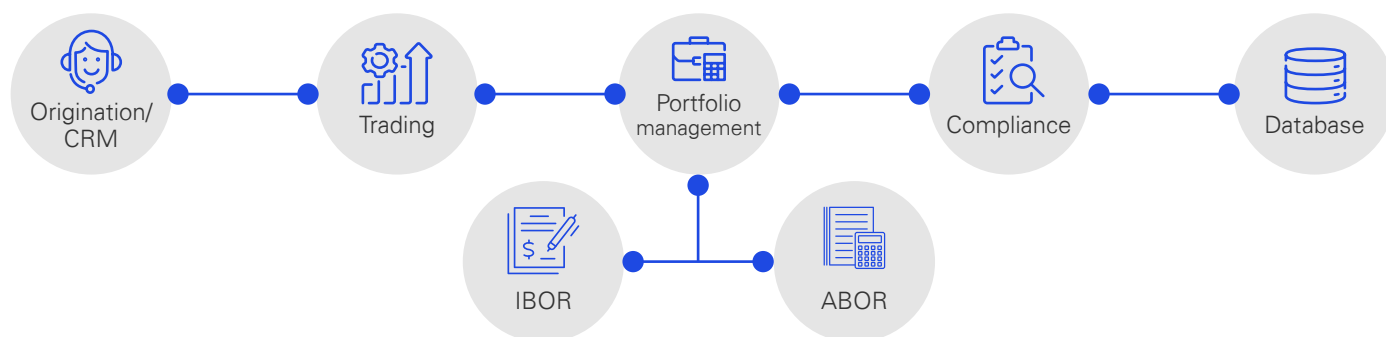 Origination/
CRM
Trading
Portfolio
management
Compliance
Database
$
IBOR
ABOR